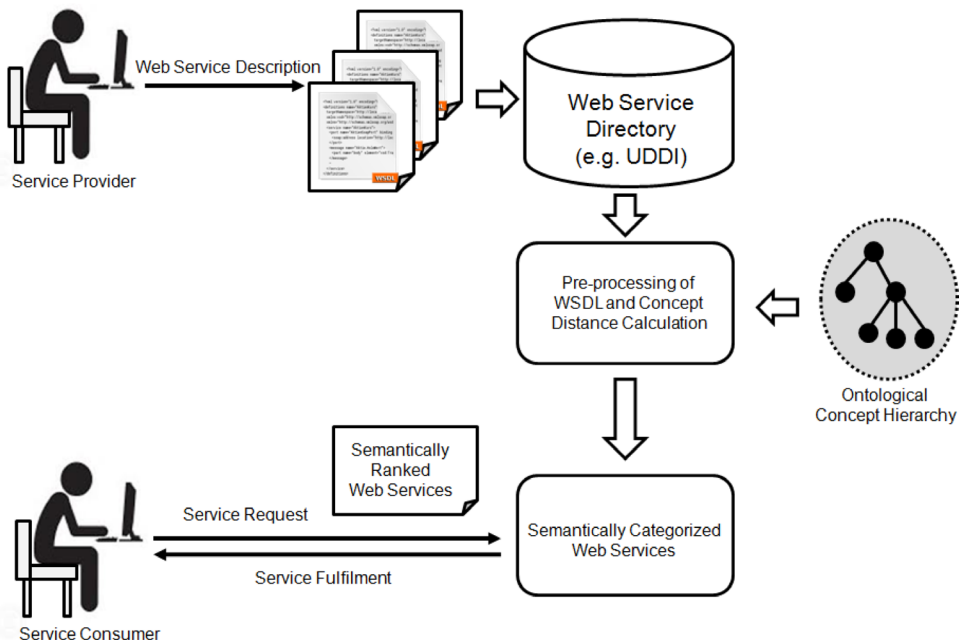 Web Service Description
WSDL
Service Provider
Web Service
Directory
(e.g. UDDI)
Pre-processing of
WSDL and Concept
Distance Calculation
Ontological
Concept Hierarchy
Semantically
Ranked
Web Services
Service Request
Service Fulfilment
Semantically Categorized
Web Services
Service Consumer